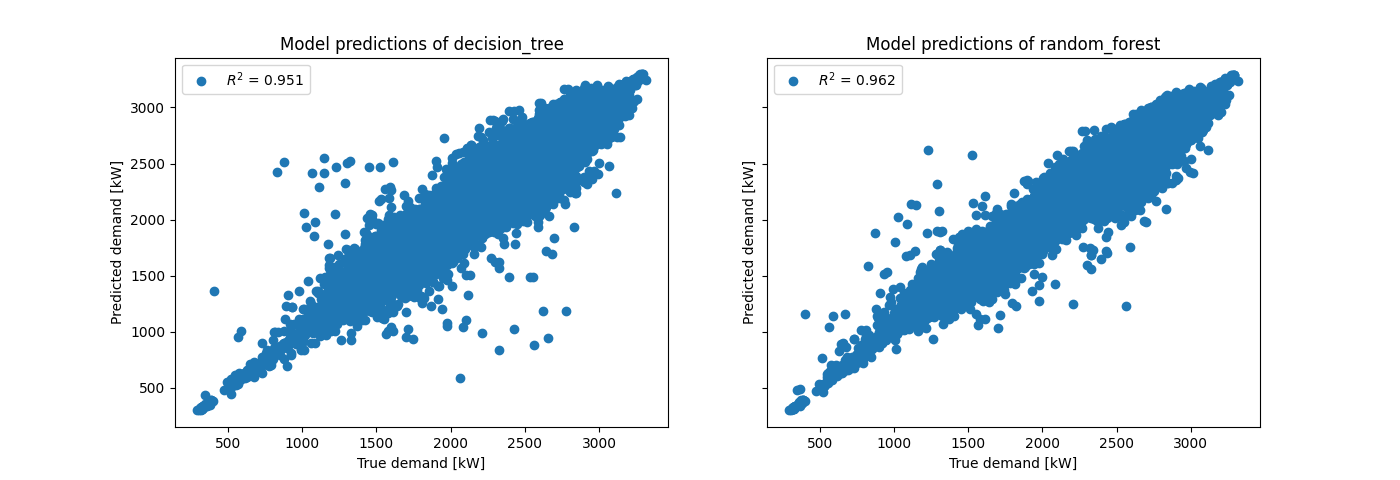 Model predictions of decision_tree
R² = 0.951
3000
2500
2000
1500
1000
500
Predicted demand [kW]
500 1000 1500 2000 2500 3000
True demand [kW]
Model predictions of random_forest
R² = 0.962
Predicted demand [kW]
500 1000 1500 2000 2500 3000
True demand [kW]